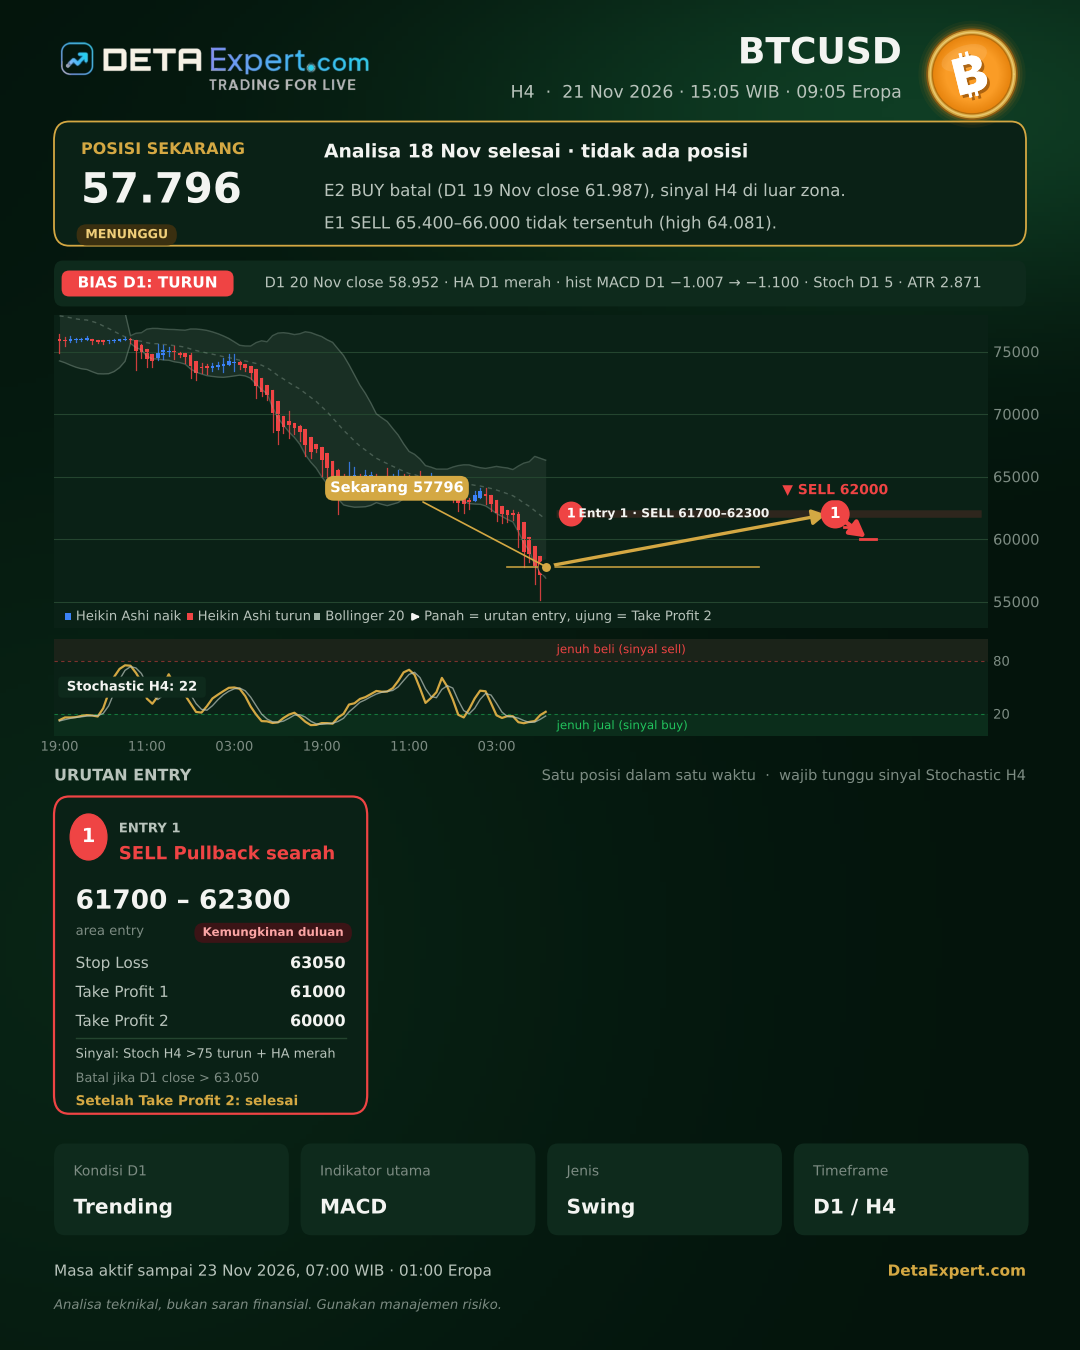 DETA Expert.com
TRADING FOR LIVE
BTCUSD
H4 · 21 Nov 2026 · 15:05 WIB · 09:05 Eropa
POSISI SEKARANG
57.796
MENUNGGU
Analisa 18 Nov selesai · tidak ada posisi
E2 BUY batal (D1 19 Nov close 61.987), sinyal H4 di luar zona.
E1 SELL 65.400–66.000 tidak tersentuh (high 64.081).
BIAS D1: TURUN
D1 20 Nov close 58.952 · HA D1 merah · hist MACD D1 −1.007 → −1.100 · Stoch D1 5 · ATR 2.871
75000
70000
65000
60000
55000
Sekarang 57796
▼ SELL 62000
1 Entry 1 · SELL 61700–62300
1
Heikin Ashi naik Heikin Ashi turun Bollinger 20 Panah = urutan entry, ujung = Take Profit 2
jenuh beli (sinyal sell)
80
Stochastic H4: 22
20
jenuh jual (sinyal buy)
19:00 11:00 03:00 19:00 11:00 03:00
URUTAN ENTRY
Satu posisi dalam satu waktu · wajib tunggu sinyal Stochastic H4
1
ENTRY 1
SELL Pullback searah
61700 – 62300
area entry
Kemungkinan duluan
Stop Loss 63050
Take Profit 1 61000
Take Profit 2 60000
Sinyal: Stoch H4 >75 turun + HA merah
Batal jika D1 close > 63.050
Setelah Take Profit 2: selesai
Kondisi D1
Trending
Indikator utama
MACD
Jenis
Swing
Timeframe
D1 / H4
Masa aktif sampai 23 Nov 2026, 07:00 WIB · 01:00 Eropa
DetaExpert.com
Analisa teknikal, bukan saran finansial. Gunakan manajemen risiko.